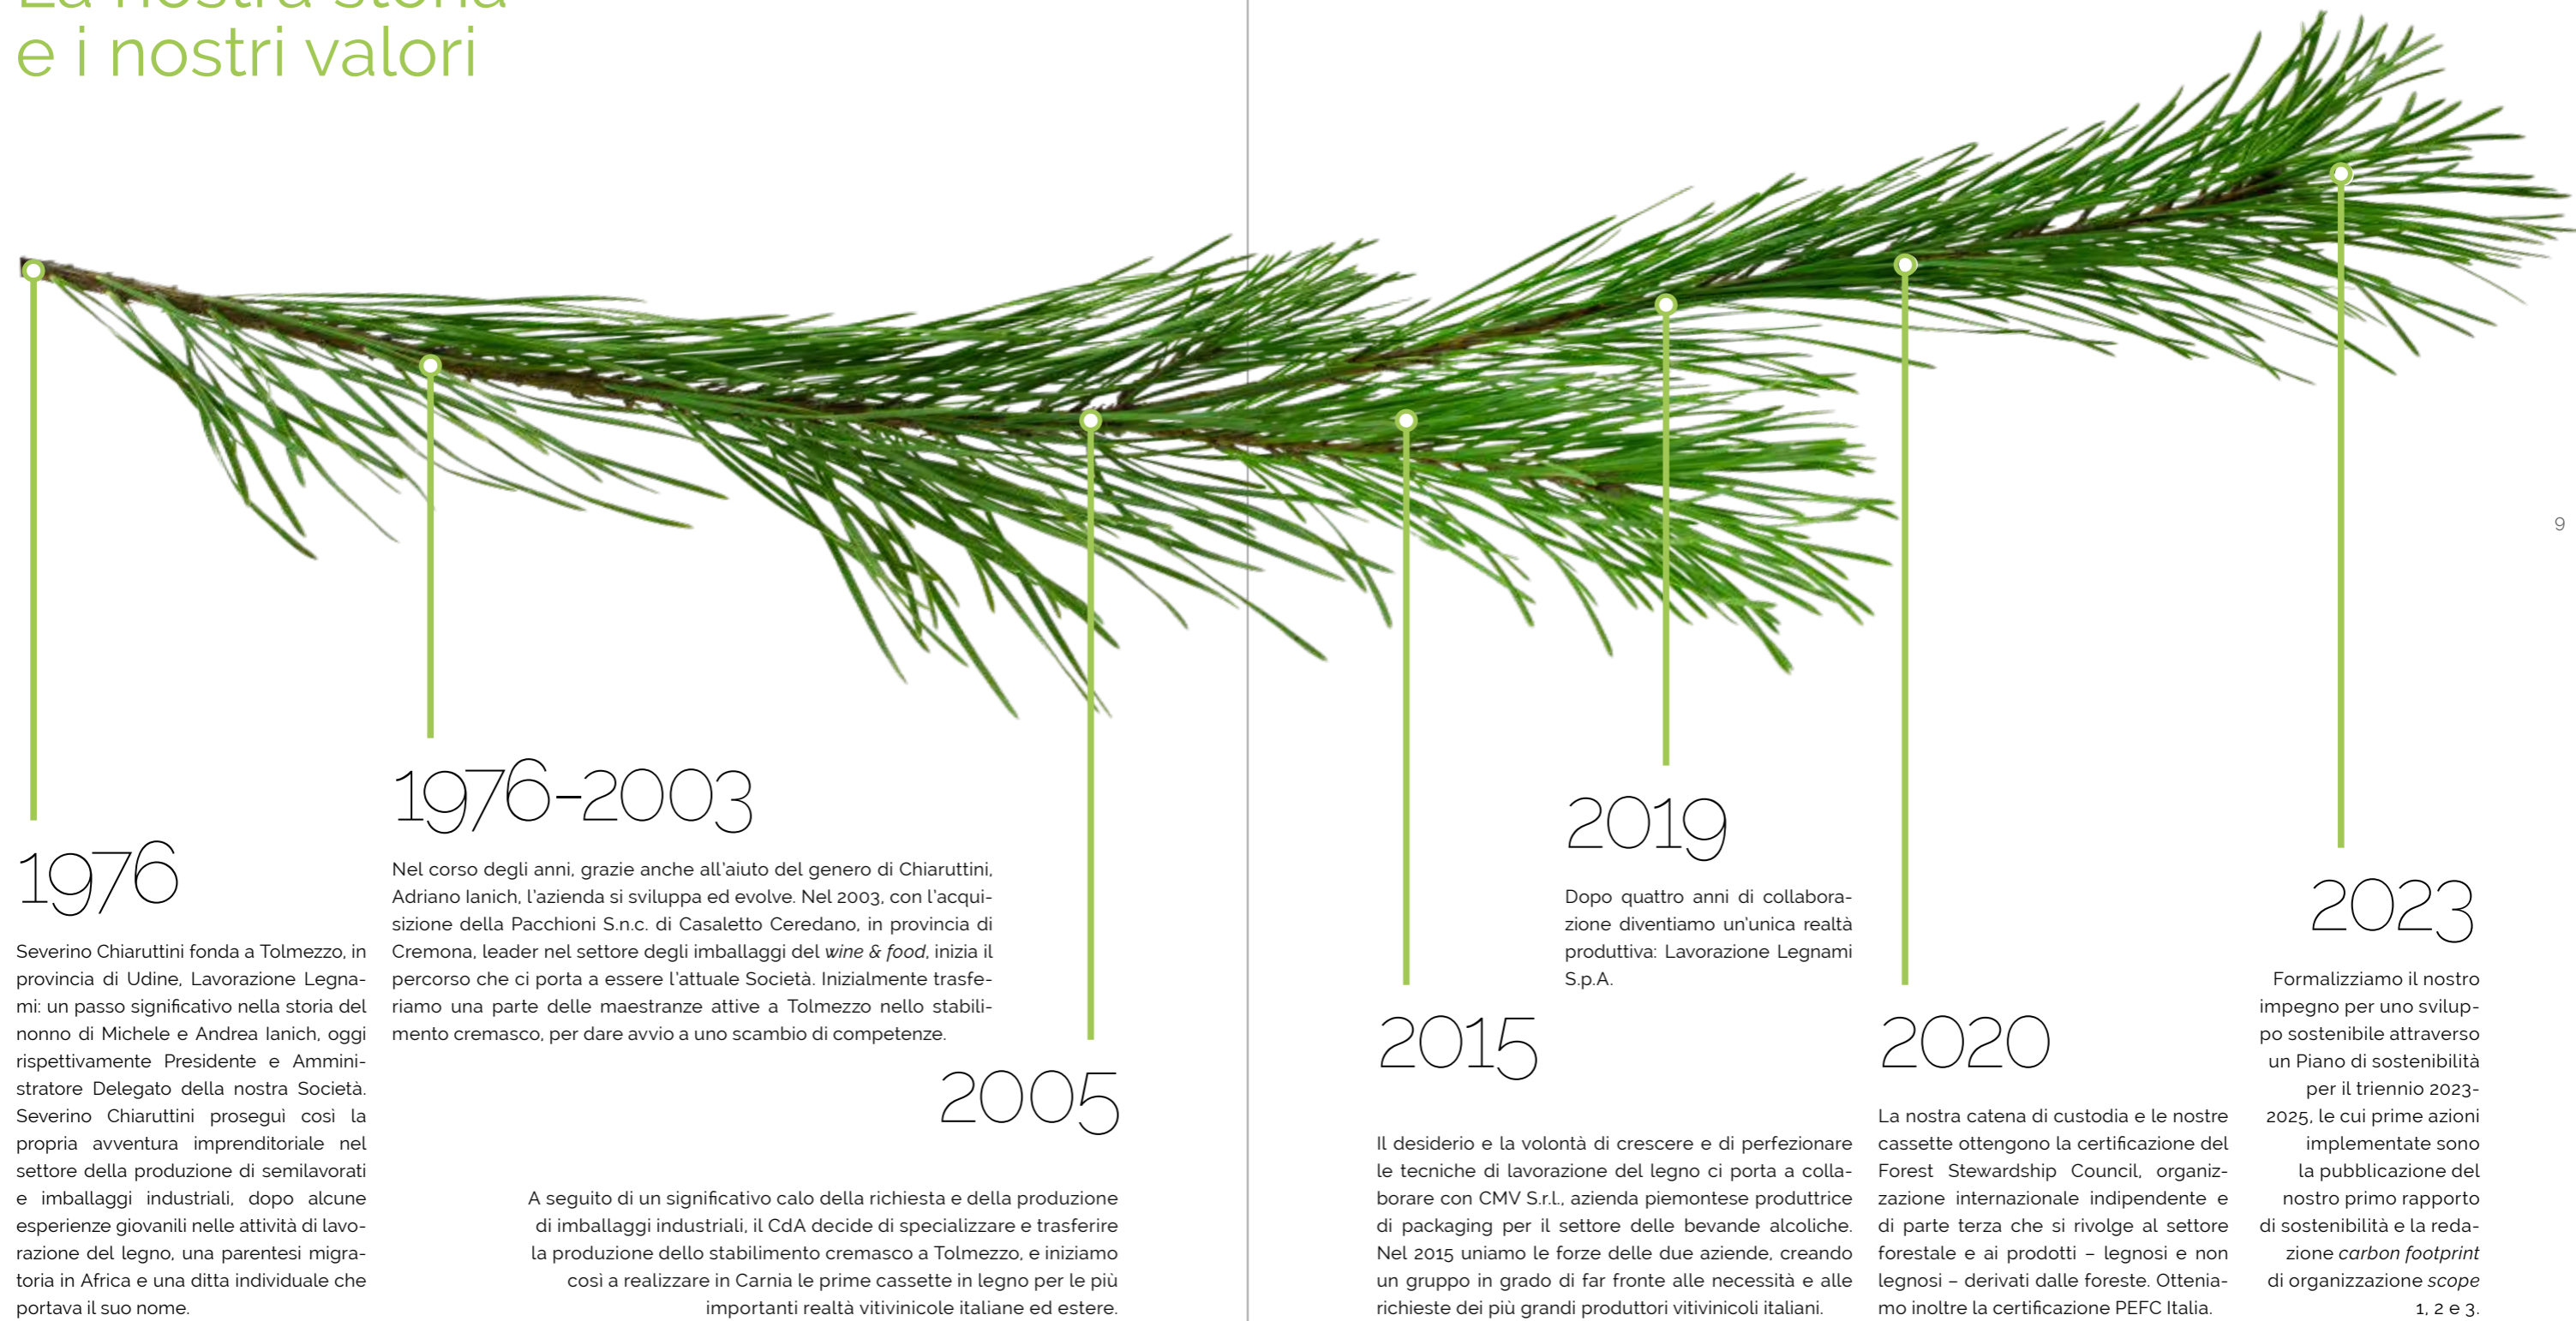 La nostra storia
e i nostri valori
9
1976
Severino Chiaruttini fonda a Tolmezzo, in
provincia di Udine, Lavorazione Legna-
mi: un passo significativo nella storia del
nonno di Michele e Andrea Ianich, oggi
rispettivamente Presidente e Ammini-
stratore Delegato della nostra Società.
Severino Chiaruttini proseguì così la
propria avventura imprenditoriale nel
settore della produzione di semilavorati
e imballaggi industriali, dopo alcune
esperienze giovanili nelle attività di lavo-
razione del legno, una parentesi migra-
toria in Africa e una ditta individuale che
portava il suo nome.
1976-2003
Nel corso degli anni, grazie anche all'aiuto del genero di Chiaruttini,
Adriano Ianich, l'azienda si sviluppa ed evolve. Nel 2003, con l'acqui-
sizione della Pacchioni S.n.c. di Casaletto Ceredano, in provincia di
Cremona, leader nel settore degli imballaggi del wine & food, inizia il
percorso che ci porta a essere l'attuale Società. Inizialmente trasfe-
riamo una parte delle maestranze attive a Tolmezzo nello stabili-
mento cremasco, per dare avvio a uno scambio di competenze.
2005
A seguito di un significativo calo della richiesta e della produzione
di imballaggi industriali, il CdA decide di specializzare e trasferire
la produzione dello stabilimento cremasco a Tolmezzo, e iniziamo
così a realizzare in Carnia le prime cassette in legno per le più
importanti realtà vitivinicole italiane ed estere.
2015
Il desiderio e la volontà di crescere e di perfezionare
le tecniche di lavorazione del legno ci porta a colla-
borare con CMV S.r.l., azienda piemontese produttrice
di packaging per il settore delle bevande alcoliche.
Nel 2015 uniamo le forze delle due aziende, creando
un gruppo in grado di far fronte alle necessità e alle
richieste dei più grandi produttori vitivinicoli italiani.
2019
Dopo quattro anni di collabora-
zione diventiamo un'unica realtà
produttiva: Lavorazione Legnami
S.p.A.
2020
La nostra catena di custodia e le nostre
cassette ottengono la certificazione del
Forest Stewardship Council, organiz-
zazione internazionale indipendente e
di parte terza che si rivolge al settore
forestale e ai prodotti – legnosi e non
legnosi – derivati dalle foreste. Ottenia-
mo inoltre la certificazione PEFC Italia.
2023
Formalizziamo il nostro
impegno per uno svilup-
po sostenibile attraverso
un Piano di sostenibilità
per il triennio 2023-
2025, le cui prime azioni
implementate sono
la pubblicazione del
nostro primo rapporto
di sostenibilità e la reda-
zione carbon footprint
di organizzazione scope
1, 2 e 3.